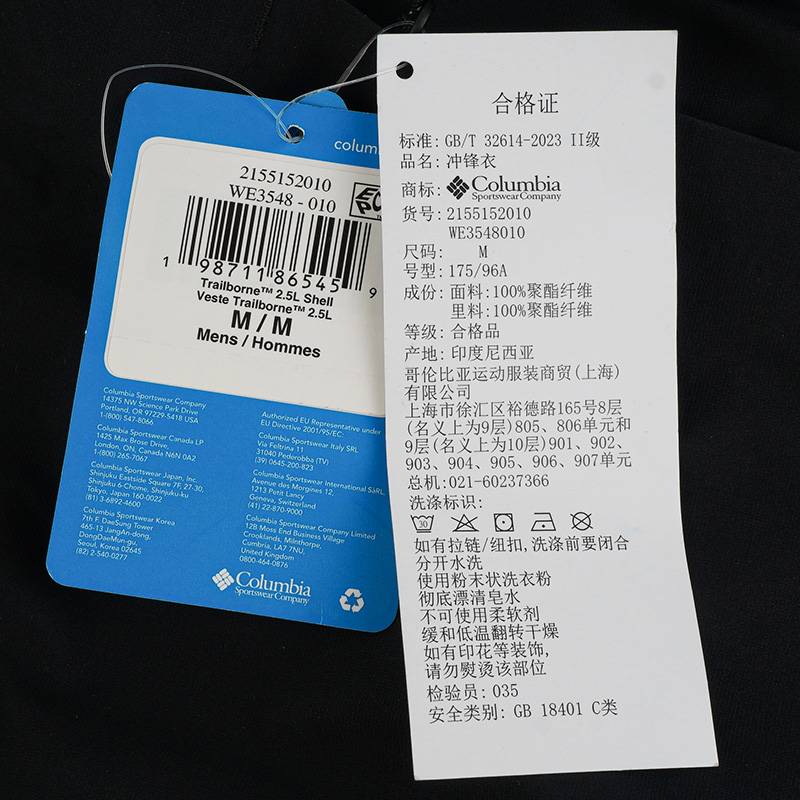 columbia
2155152010
WE3548 - 010
1 98711 86545 9
Trailborne™ 2.5L Shell
Veste Trailborne™ 2.5L
M / M
Mens / Hommes
Columbia Sportswear Company
14375 NW Science Park Drive
Portland, OR 97229-5418 USA
1-800-547-8066
Columbia Sportswear Canada LP
1425 Max Brose Drive,
London, ON, Canada N6N 0A2
1-800-265-7067
Columbia Sportswear Japan, Inc.
Shinjuku Eastside Square 7F, 27-30,
Shinjuku 6-Chome, Shinjuku-ku
Tokyo, Japan 160-0022
(81) 3-6892-4600
Columbia Sportswear Korea
7th F. DaeSung Tower
465-13 JangAn-dong,
DongDaeMun-gu,
Seoul, Korea 02645
(82) 2-540-0277
Authorized EU Representative under
EU Directive 2001/95/EC:
Columbia Sportswear Italy SRL
Via Feltrina 11
31040 Pederobba (TV)
(39) 0645-200-823
Columbia Sportswear International SàRL
Avenue des Morgines 12,
1213 Petit Lancy
Geneva, Switzerland
(41) 22-870-9000
Columbia Sportswear Company Limited
12B Moss End Business Village
Crooklands, Milnthorpe,
Cumbria, LA7 7NU,
United Kingdom
0800-464-0876
Columbia
Sportswear Company
合格证
标准: GB/T 32614-2023 II级
品名: 冲锋衣
商标: Columbia
Sportswear Company
货号: 2155152010
WE3548010
尺码: M
号型: 175/96A
成份: 面料:100%聚酯纤维
里料:100%聚酯纤维
等级: 合格品
产地: 印度尼西亚
哥伦比亚运动服装商贸(上海)
有限公司
上海市徐汇区裕德路165号8层
(名义上为9层)805、806单元和
9层(名义上为10层)901、902、
903、904、905、906、907单元
总机:021-60237366
洗涤标识:
30
如有拉链/纽扣,洗涤前要闭合
分开水洗
使用粉末状洗衣粉
彻底漂清皂水
不可使用柔软剂
缓和低温翻转干燥
如有印花等装饰,
请勿熨烫该部位
检验员: 035
安全类别: GB 18401 C类